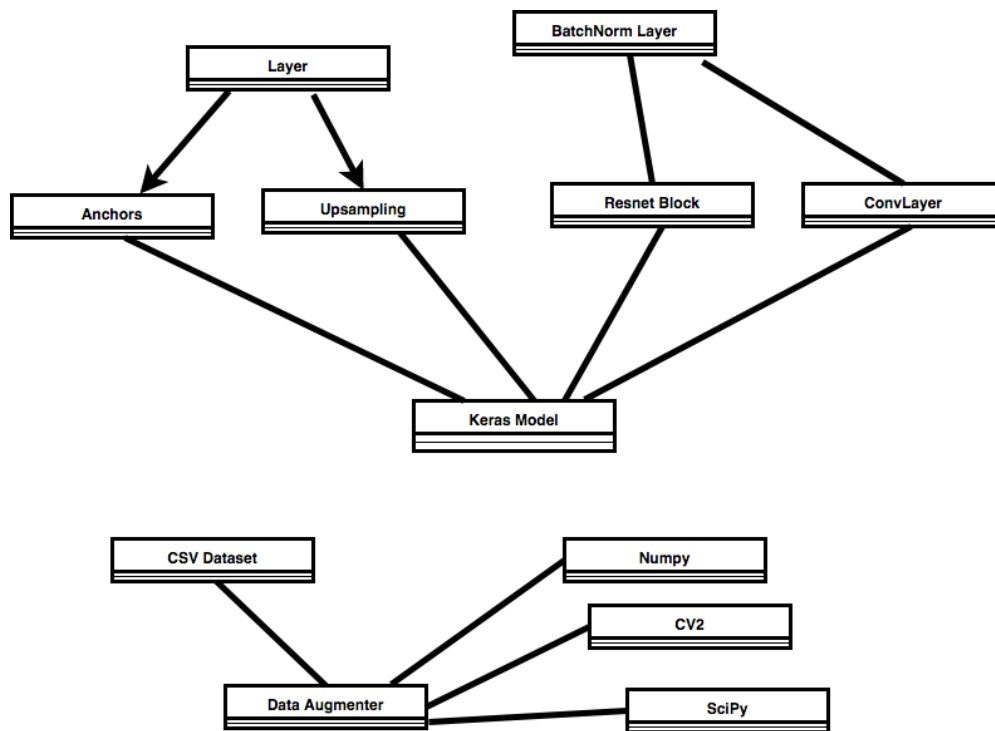 BatchNorm Layer
Layer
Anchors
Upsampling
Resnet Block
ConvLayer
Keras Model
CSV Dataset
Numpy
CV2
Data Augmenter
SciPy